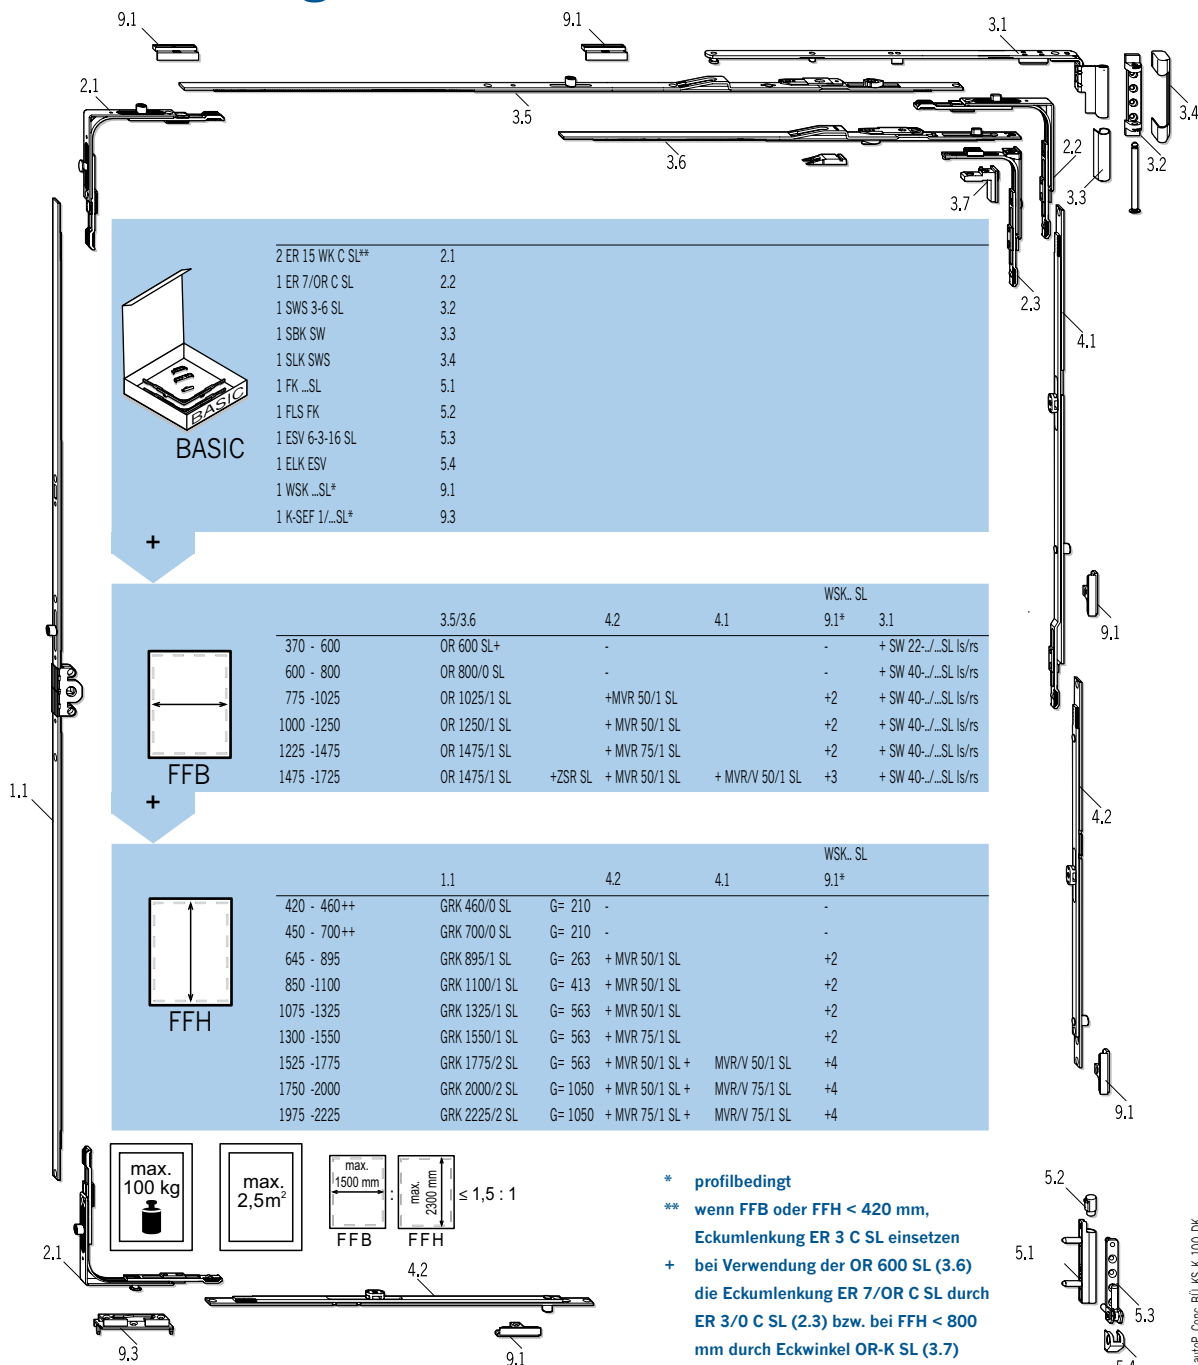 9.1
9.1
3.1
2.1
3.5
3.4
3.6
2.2
3.2
3.7
3.3
2.3
4.1
2 ER 15 WK C SL** 2.1
1 ER 7/OR C SL 2.2
1 SWS 3-6 SL 3.2
1 SBK SW 3.3
1 SLK SWS 3.4
1 FK ...SL 5.1
1 FLS FK 5.2
1 ESV 6-3-16 SL 5.3
1 ELK ESV 5.4
1 WSK ...SL* 9.1
1 K-SEF 1/...SL* 9.3
BASIC
BASIC
+
WSK.. SL
3.5/3.6 4.2 4.1 9.1* 3.1
370 - 600 OR 600 SL+ - - + SW 22-../...SL ls/rs
600 - 800 OR 800/0 SL - - + SW 40-../...SL ls/rs
775 -1025 OR 1025/1 SL +MVR 50/1 SL +2 + SW 40-../...SL ls/rs
1000 -1250 OR 1250/1 SL + MVR 50/1 SL +2 + SW 40-../...SL ls/rs
1225 -1475 OR 1475/1 SL + MVR 75/1 SL +2 + SW 40-../...SL ls/rs
1475 -1725 OR 1475/1 SL +ZSR SL + MVR 50/1 SL + MVR/V 50/1 SL +3 + SW 40-../...SL ls/rs
FFB
9.1
1.1
+
4.2
WSK.. SL
1.1 4.2 4.1 9.1*
420 - 460++ GRK 460/0 SL G= 210 - -
450 - 700++ GRK 700/0 SL G= 210 - -
645 - 895 GRK 895/1 SL G= 263 + MVR 50/1 SL +2
850 -1100 GRK 1100/1 SL G= 413 + MVR 50/1 SL +2
1075 -1325 GRK 1325/1 SL G= 563 + MVR 50/1 SL +2
1300 -1550 GRK 1550/1 SL G= 563 + MVR 75/1 SL +2
1525 -1775 GRK 1775/2 SL G= 563 + MVR 50/1 SL + MVR/V 50/1 SL +4
1750 -2000 GRK 2000/2 SL G= 1050 + MVR 50/1 SL + MVR/V 75/1 SL +4
1975 -2225 GRK 2225/2 SL G= 1050 + MVR 75/1 SL + MVR/V 75/1 SL +4
FFH
9.1
max.
100 kg
max.
2,5m²
max.
1500 mm
FFB
:
max.
2300 mm
FFH
≤ 1,5 : 1
2.1
4.2
9.3
9.1
* profilbedingt
** wenn FFB oder FFH < 420 mm,
Eckumlenkung ER 3 C SL einsetzen
+ bei Verwendung der OR 600 SL (3.6)
die Eckumlenkung ER 7/OR C SL durch
ER 3/0 C SL (2.3) bzw. bei FFH < 800
mm durch Eckwinkel OR-K SL (3.7)
5.2
5.1
5.3